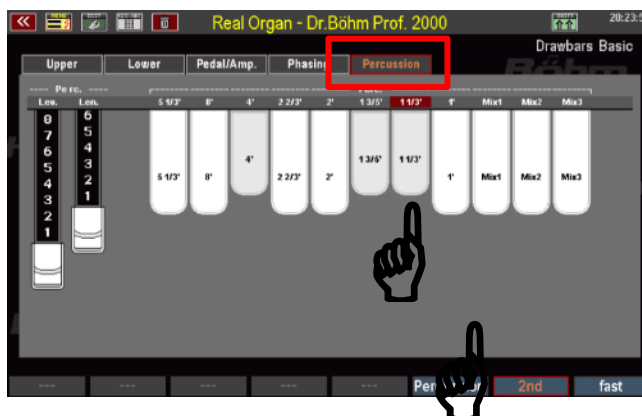 Real Organ - Dr.Böhm Prof. 2000 20:23:5
Drawbars Basic
Upper Lower Pedal/Amp. Phasing Percussion
---- Perc. ----
Lev. Len. 5 1/3' 8' 4' 2 2/3' 2' 1 3/5' 1 1/3' 1' Mix1 Mix2 Mix3
8 6
7 5
6 4
5 3
4 2
3 1
2
1
4'
1 3/5' 1 1/3'
5 1/3' 8' 2 2/3' 2' 1' Mix1 Mix2 Mix3
--- --- --- --- --- 2nd fast